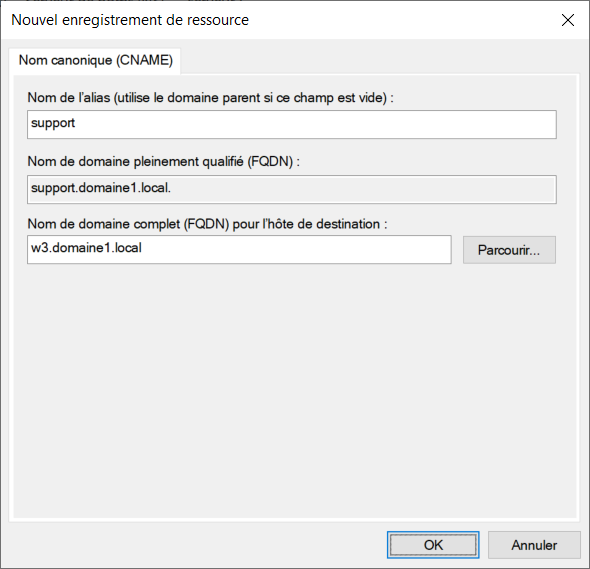 Nouvel enregistrement de ressource
Nom canonique (CNAME)
Nom de l'alias (utilise le domaine parent si ce champ est vide) :
support
Nom de domaine pleinement qualifié (FQDN) :
support.domaine1.local.
Nom de domaine complet (FQDN) pour l'hôte de destination :
w3.domaine1.local
Parcourir...
OK
Annuler